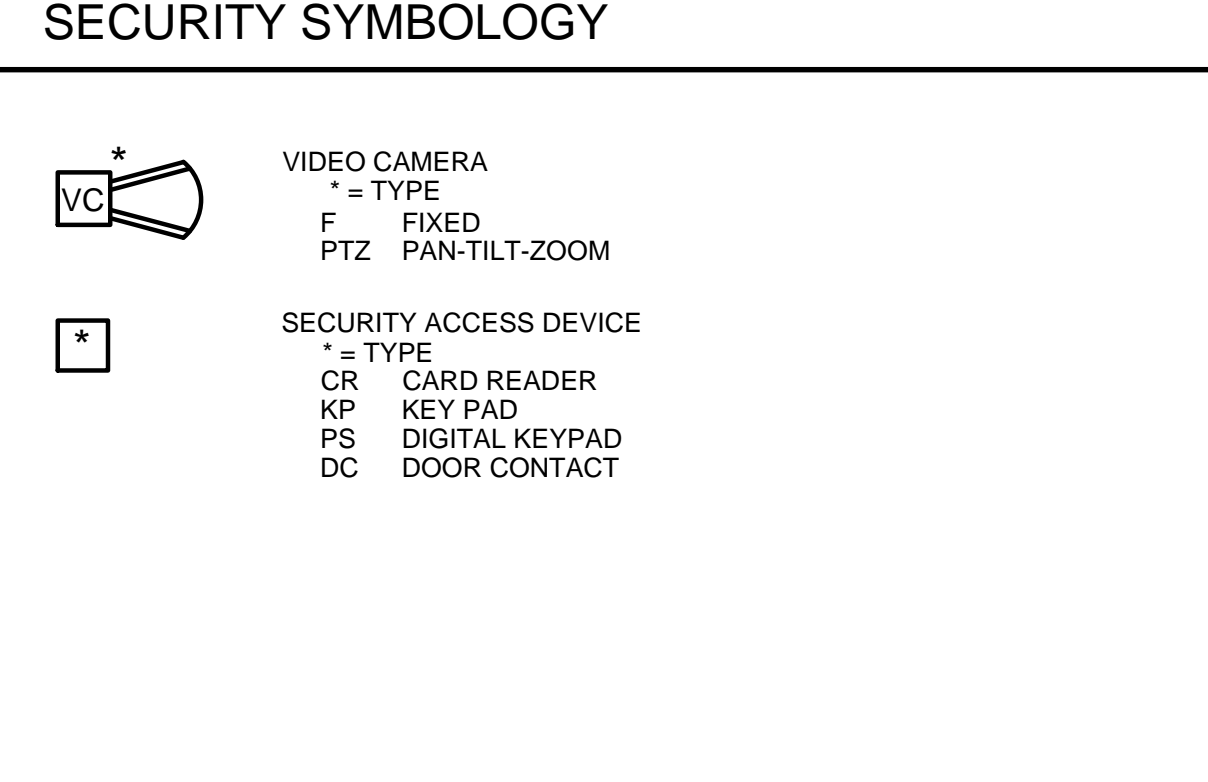 SECURITY SYMBOLOGY
*
VC
VIDEO CAMERA
* = TYPE
F FIXED
PTZ PAN-TILT-ZOOM
*
SECURITY ACCESS DEVICE
* = TYPE
CR CARD READER
KP KEY PAD
PS DIGITAL KEYPAD
DC DOOR CONTACT